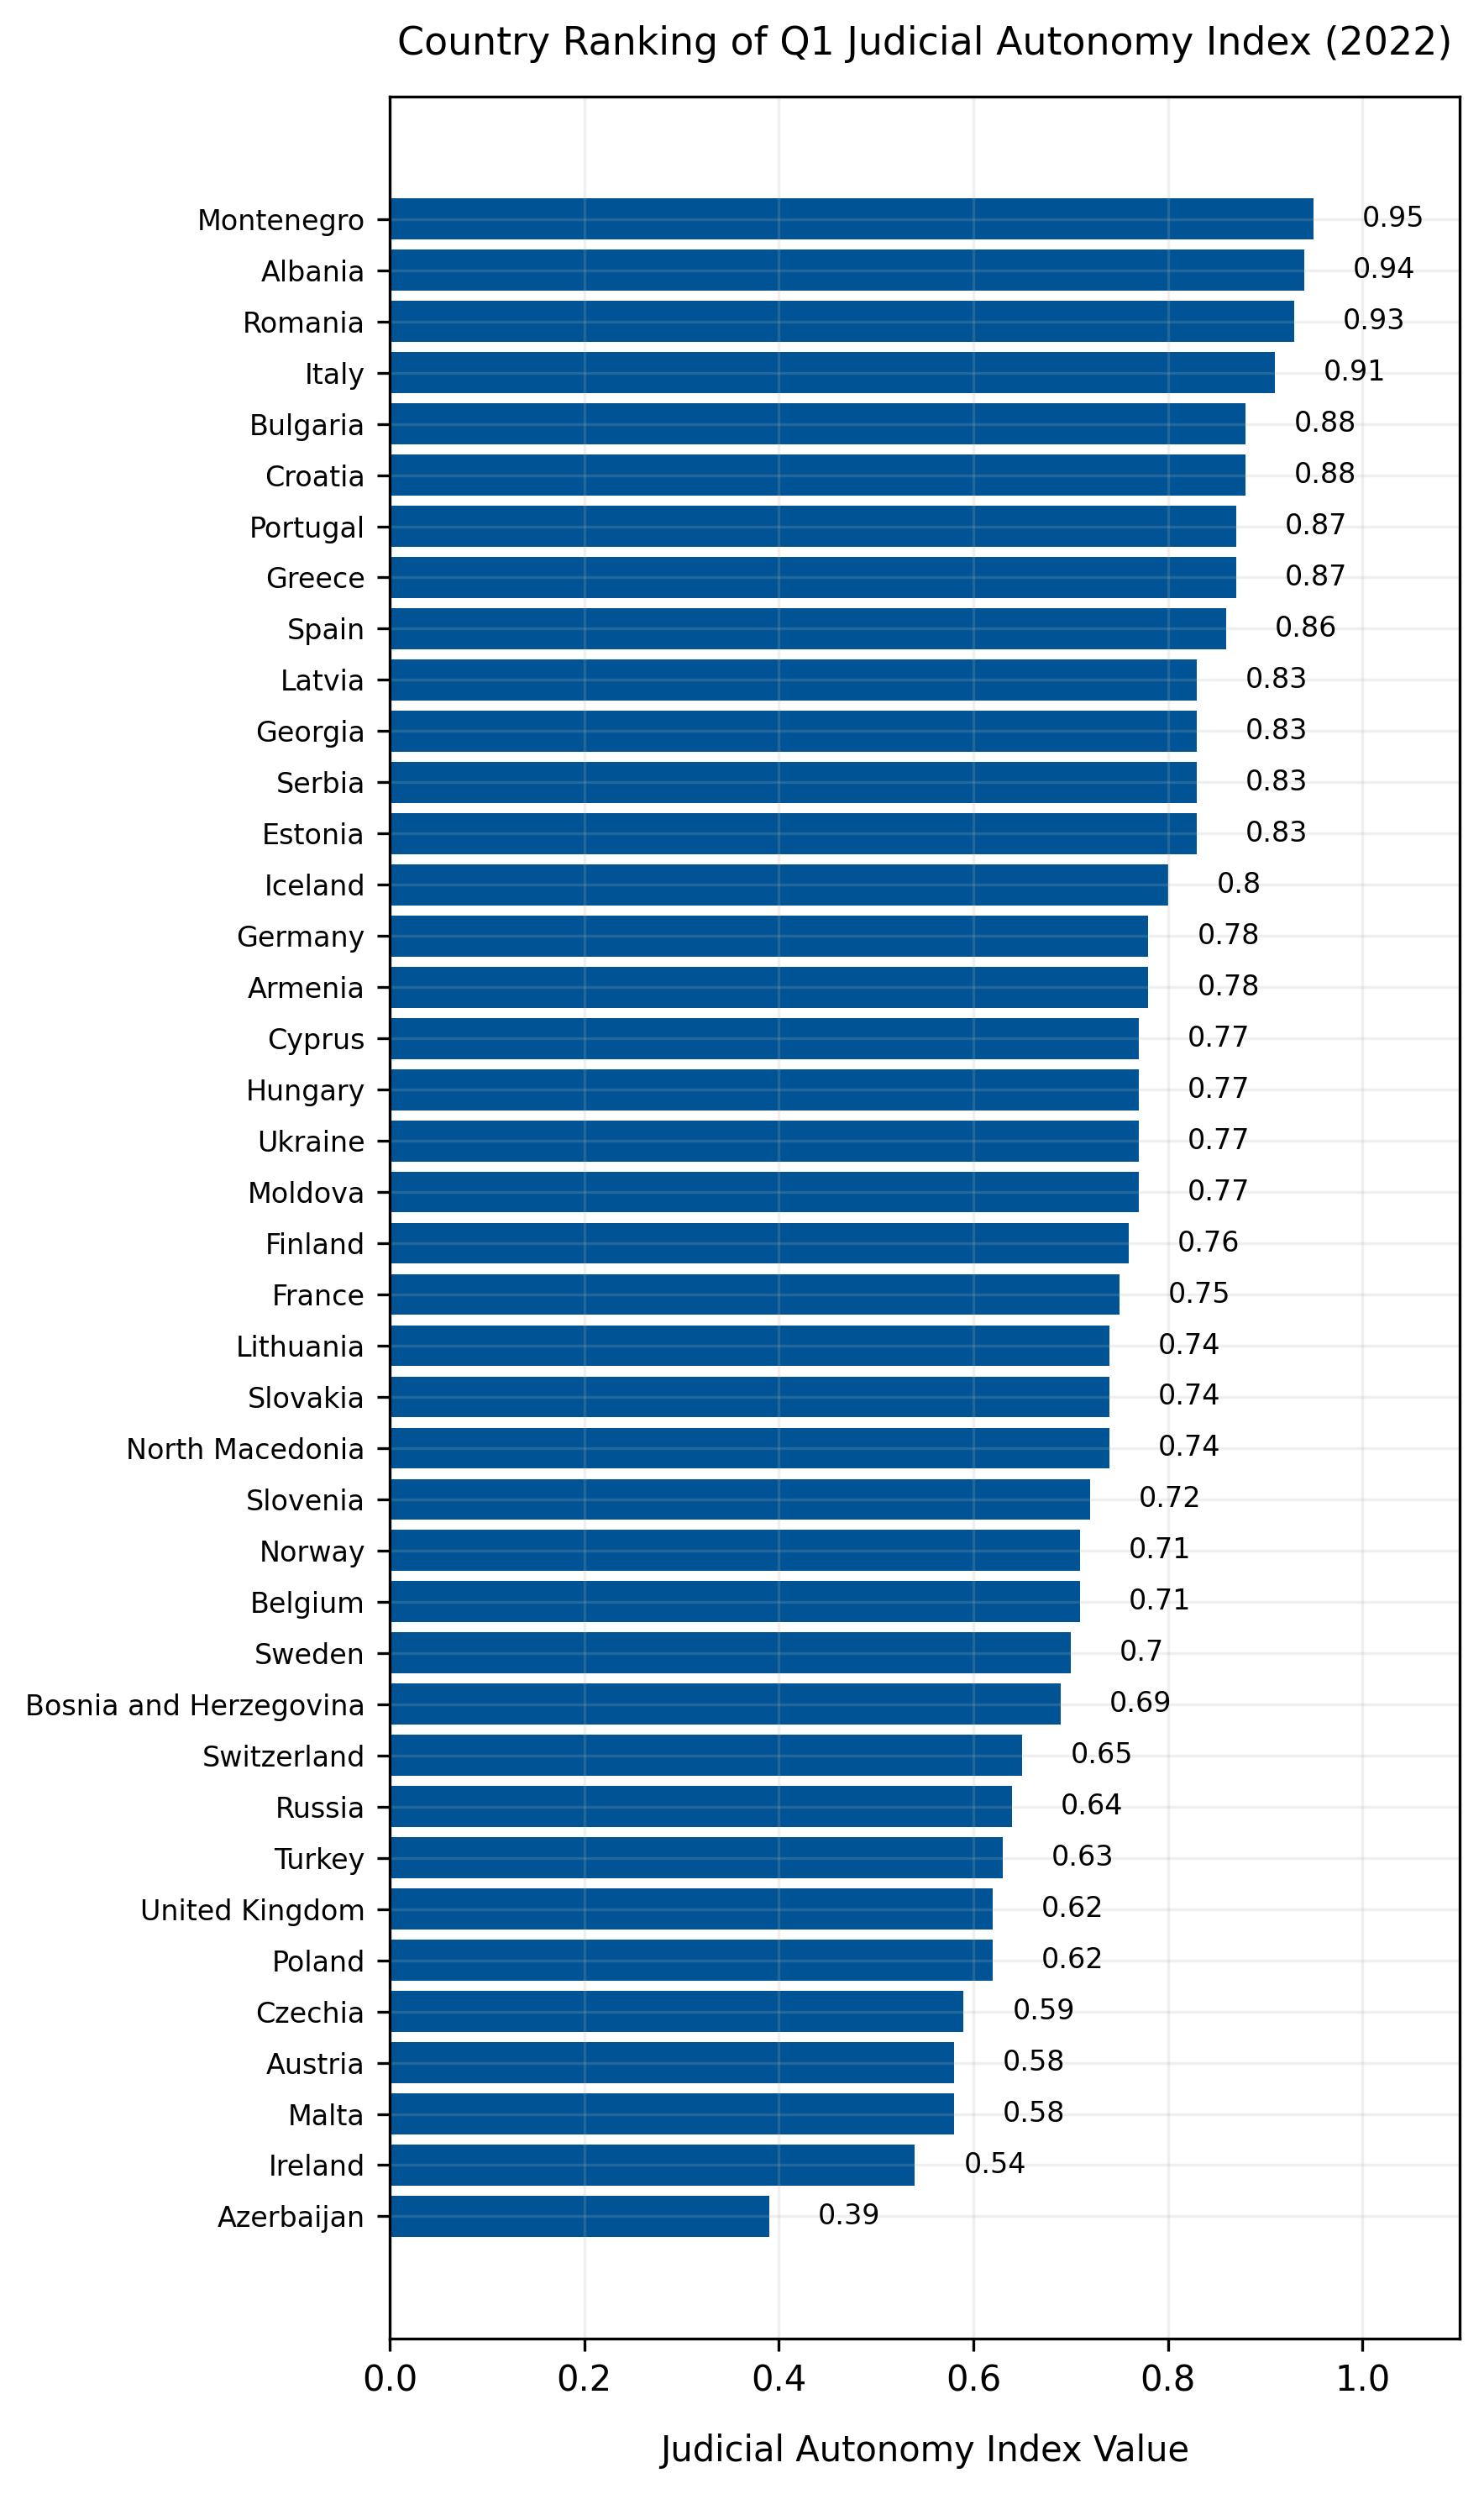 Country Ranking of Q1 Judicial Autonomy Index (2022)
Montenegro 0.95
Albania 0.94
Romania 0.93
Italy 0.91
Bulgaria 0.88
Croatia 0.88
Portugal 0.87
Greece 0.87
Spain 0.86
Latvia 0.83
Georgia 0.83
Serbia 0.83
Estonia 0.83
Iceland 0.8
Germany 0.78
Armenia 0.78
Cyprus 0.77
Hungary 0.77
Ukraine 0.77
Moldova 0.77
Finland 0.76
France 0.75
Lithuania 0.74
Slovakia 0.74
North Macedonia 0.74
Slovenia 0.72
Norway 0.71
Belgium 0.71
Sweden 0.7
Bosnia and Herzegovina 0.69
Switzerland 0.65
Russia 0.64
Turkey 0.63
United Kingdom 0.62
Poland 0.62
Czechia 0.59
Austria 0.58
Malta 0.58
Ireland 0.54
Azerbaijan 0.39
0.0 0.2 0.4 0.6 0.8 1.0
Judicial Autonomy Index Value